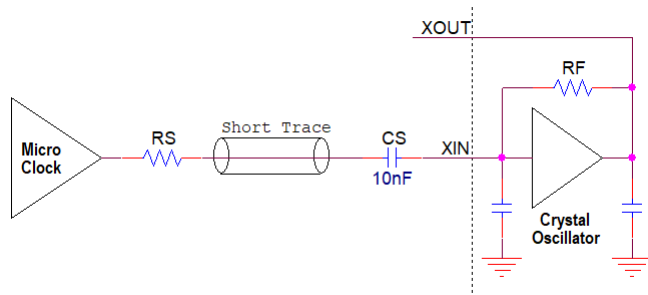 XOUT
RF
Short Trace
RS
CS
Micro
Clock
XIN
10nF
Crystal
Oscillator